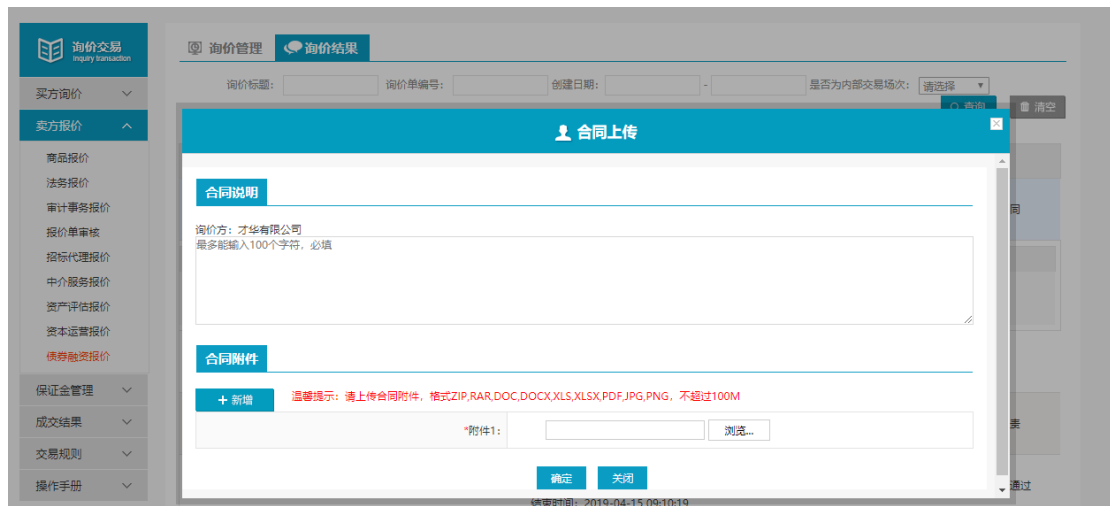 询价交易
Inquiry transaction
买方询价
卖方报价
商品报价
法务报价
审计事务报价
报价单审核
招标代理报价
中介服务报价
资产评估报价
资本运营报价
债券融资报价
保证金管理
成交结果
交易规则
操作手册
询价管理 询价结果
询价标题： 询价单编号： 创建日期： - 是否为内部交易场次： 请选择
查询 清空
合同上传
合同说明
询价方：才华有限公司
最多能输入100个字符，必填
合同附件
+ 新增 温馨提示：请上传合同附件，格式ZIP,RAR,DOC,DOCX,XLS,XLSX,PDF,JPG,PNG，不超过100M
*附件1： 浏览...
确定 关闭
结束时间：2019-04-15 09:10:19
通过